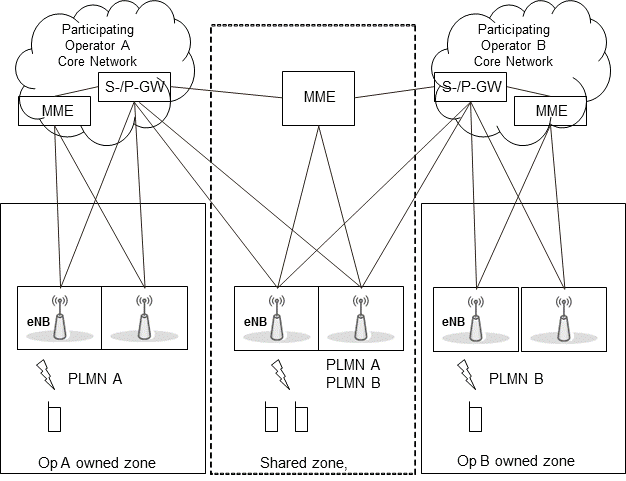 Participating
Operator A
Core Network
Participating
Operator B
Core Network
S-/P-GW
MME
MME
S-/P-GW
MME
eNB
eNB
eNB
PLMN A
PLMN A
PLMN B
PLMN B
Op A owned zone
Shared zone,
Op B owned zone